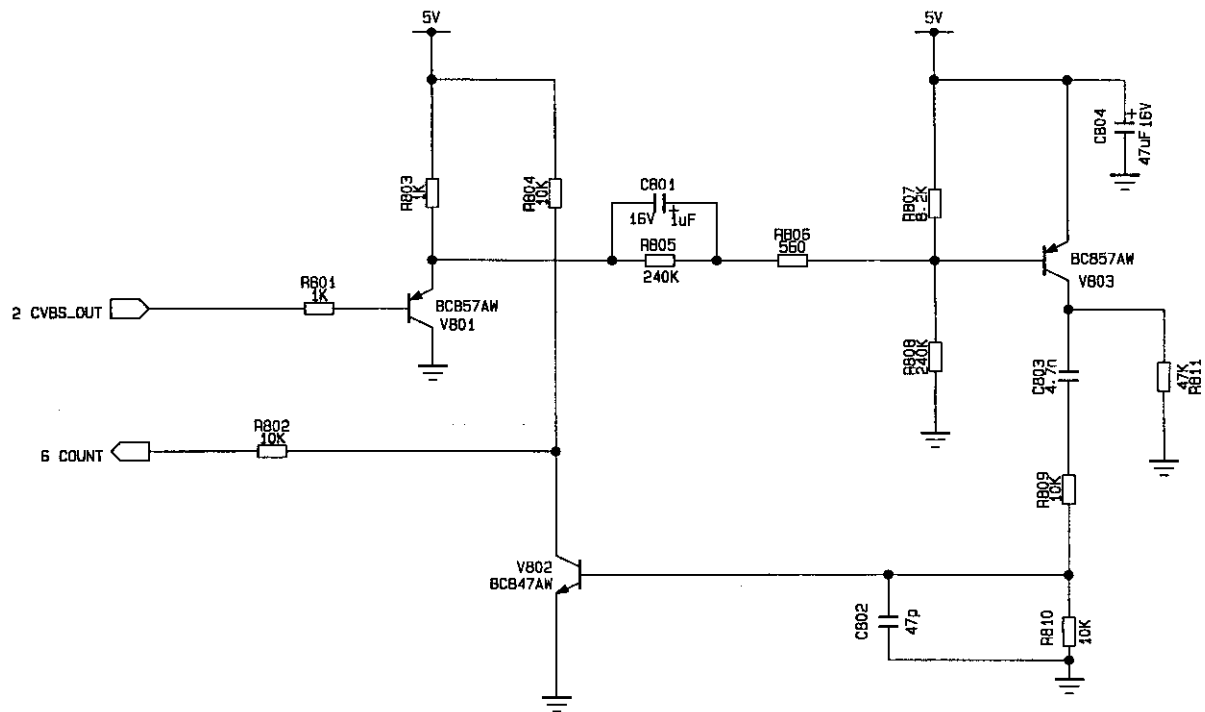 5V
5V
R803
1K
R804
10K
C801
16V
+
1uF
R805
240K
R806
560
R807
8.2K
C804
+
47uF 16V
BC857AW
V803
2 CVBS_OUT
R801
1K
BC857AW
V801
R808
240K
C803
4.7n
47K
R811
6 COUNT
R802
10K
R809
10K
V802
BC847AW
C802
47p
R810
10K